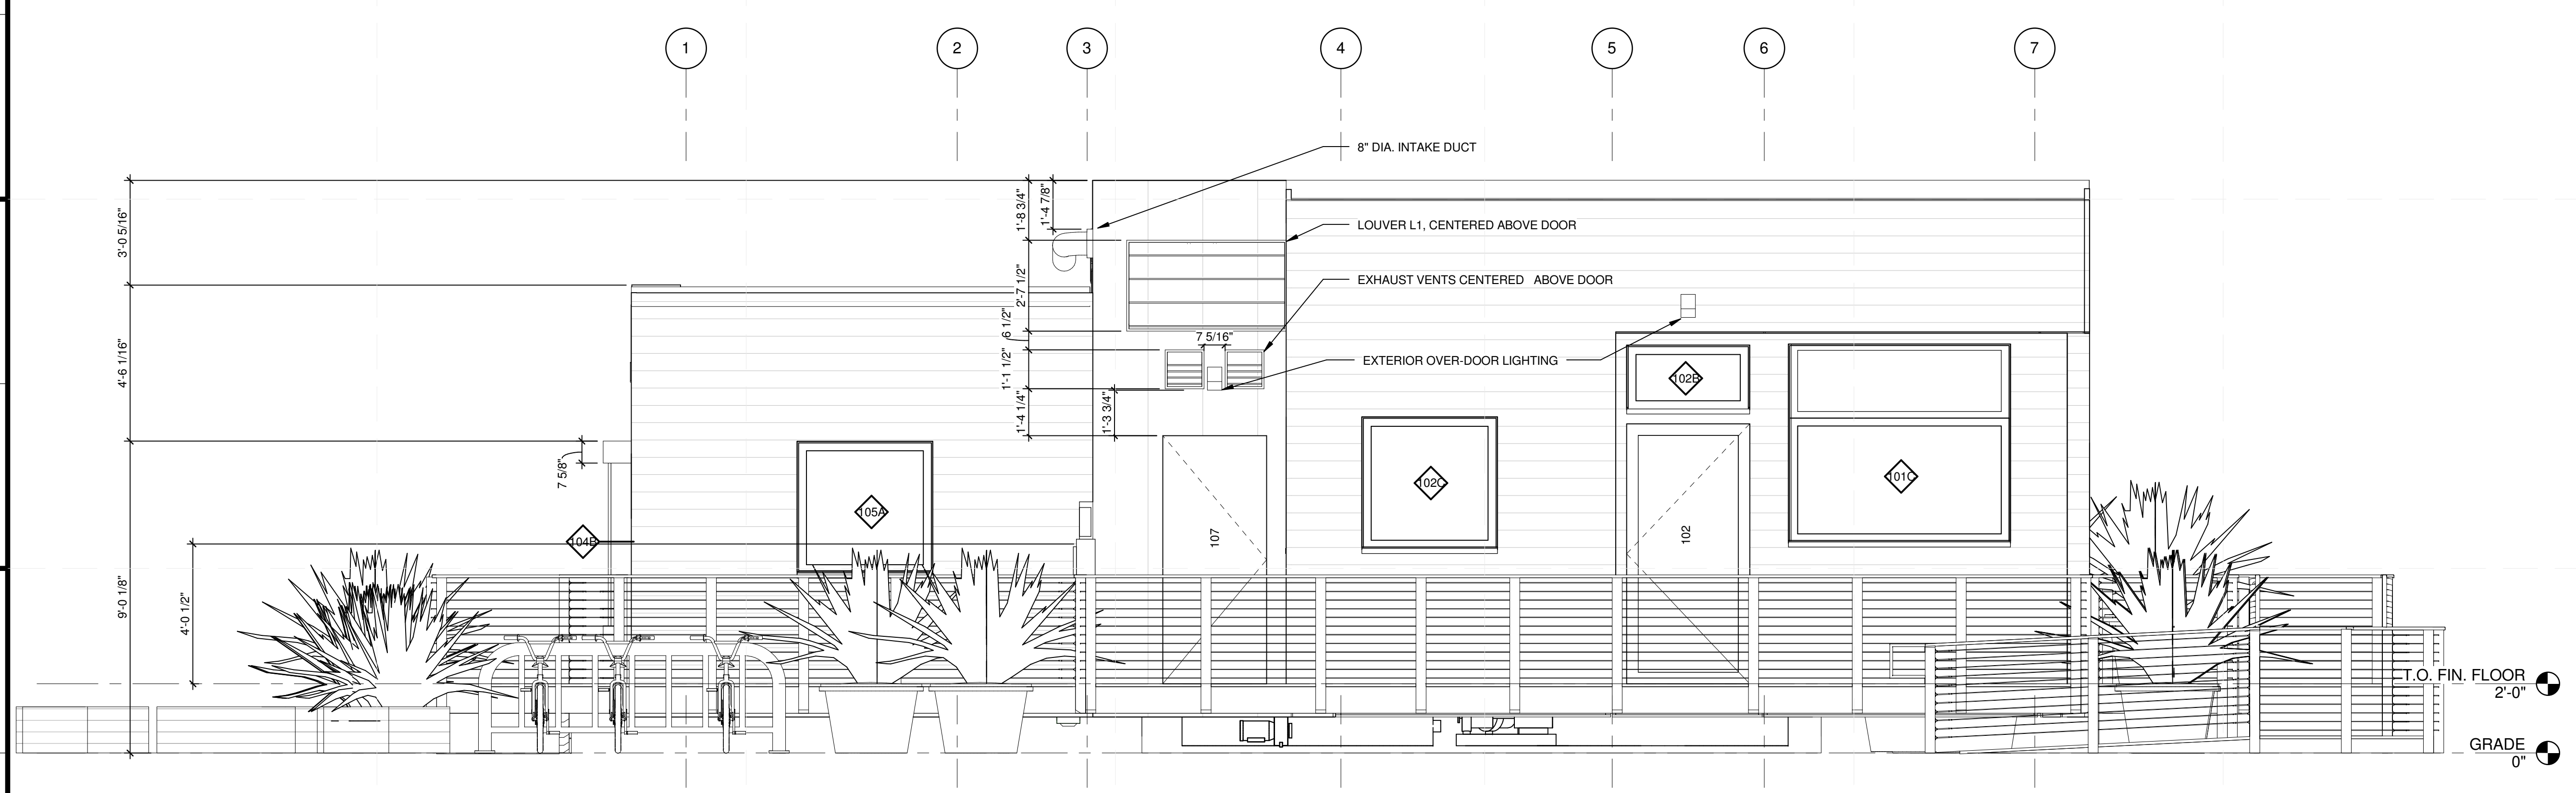 1
2
3
4
5
6
7
8" DIA. INTAKE DUCT
LOUVER L1, CENTERED ABOVE DOOR
EXHAUST VENTS CENTERED ABOVE DOOR
EXTERIOR OVER-DOOR LIGHTING
3'-0 5/16"
4'-6 1/16"
9'-0 1/8"
4'-0 1/2"
7 5/8"
1'-8 3/4"
1'-4 7/8"
2'-7 1/2"
6 1/2"
1'-1 1/2"
1'-4 1/4"
1'-3 3/4"
7 5/16"
104B
105A
107
102C
102B
102
101C
T.O. FIN. FLOOR
2'-0"
GRADE
0"